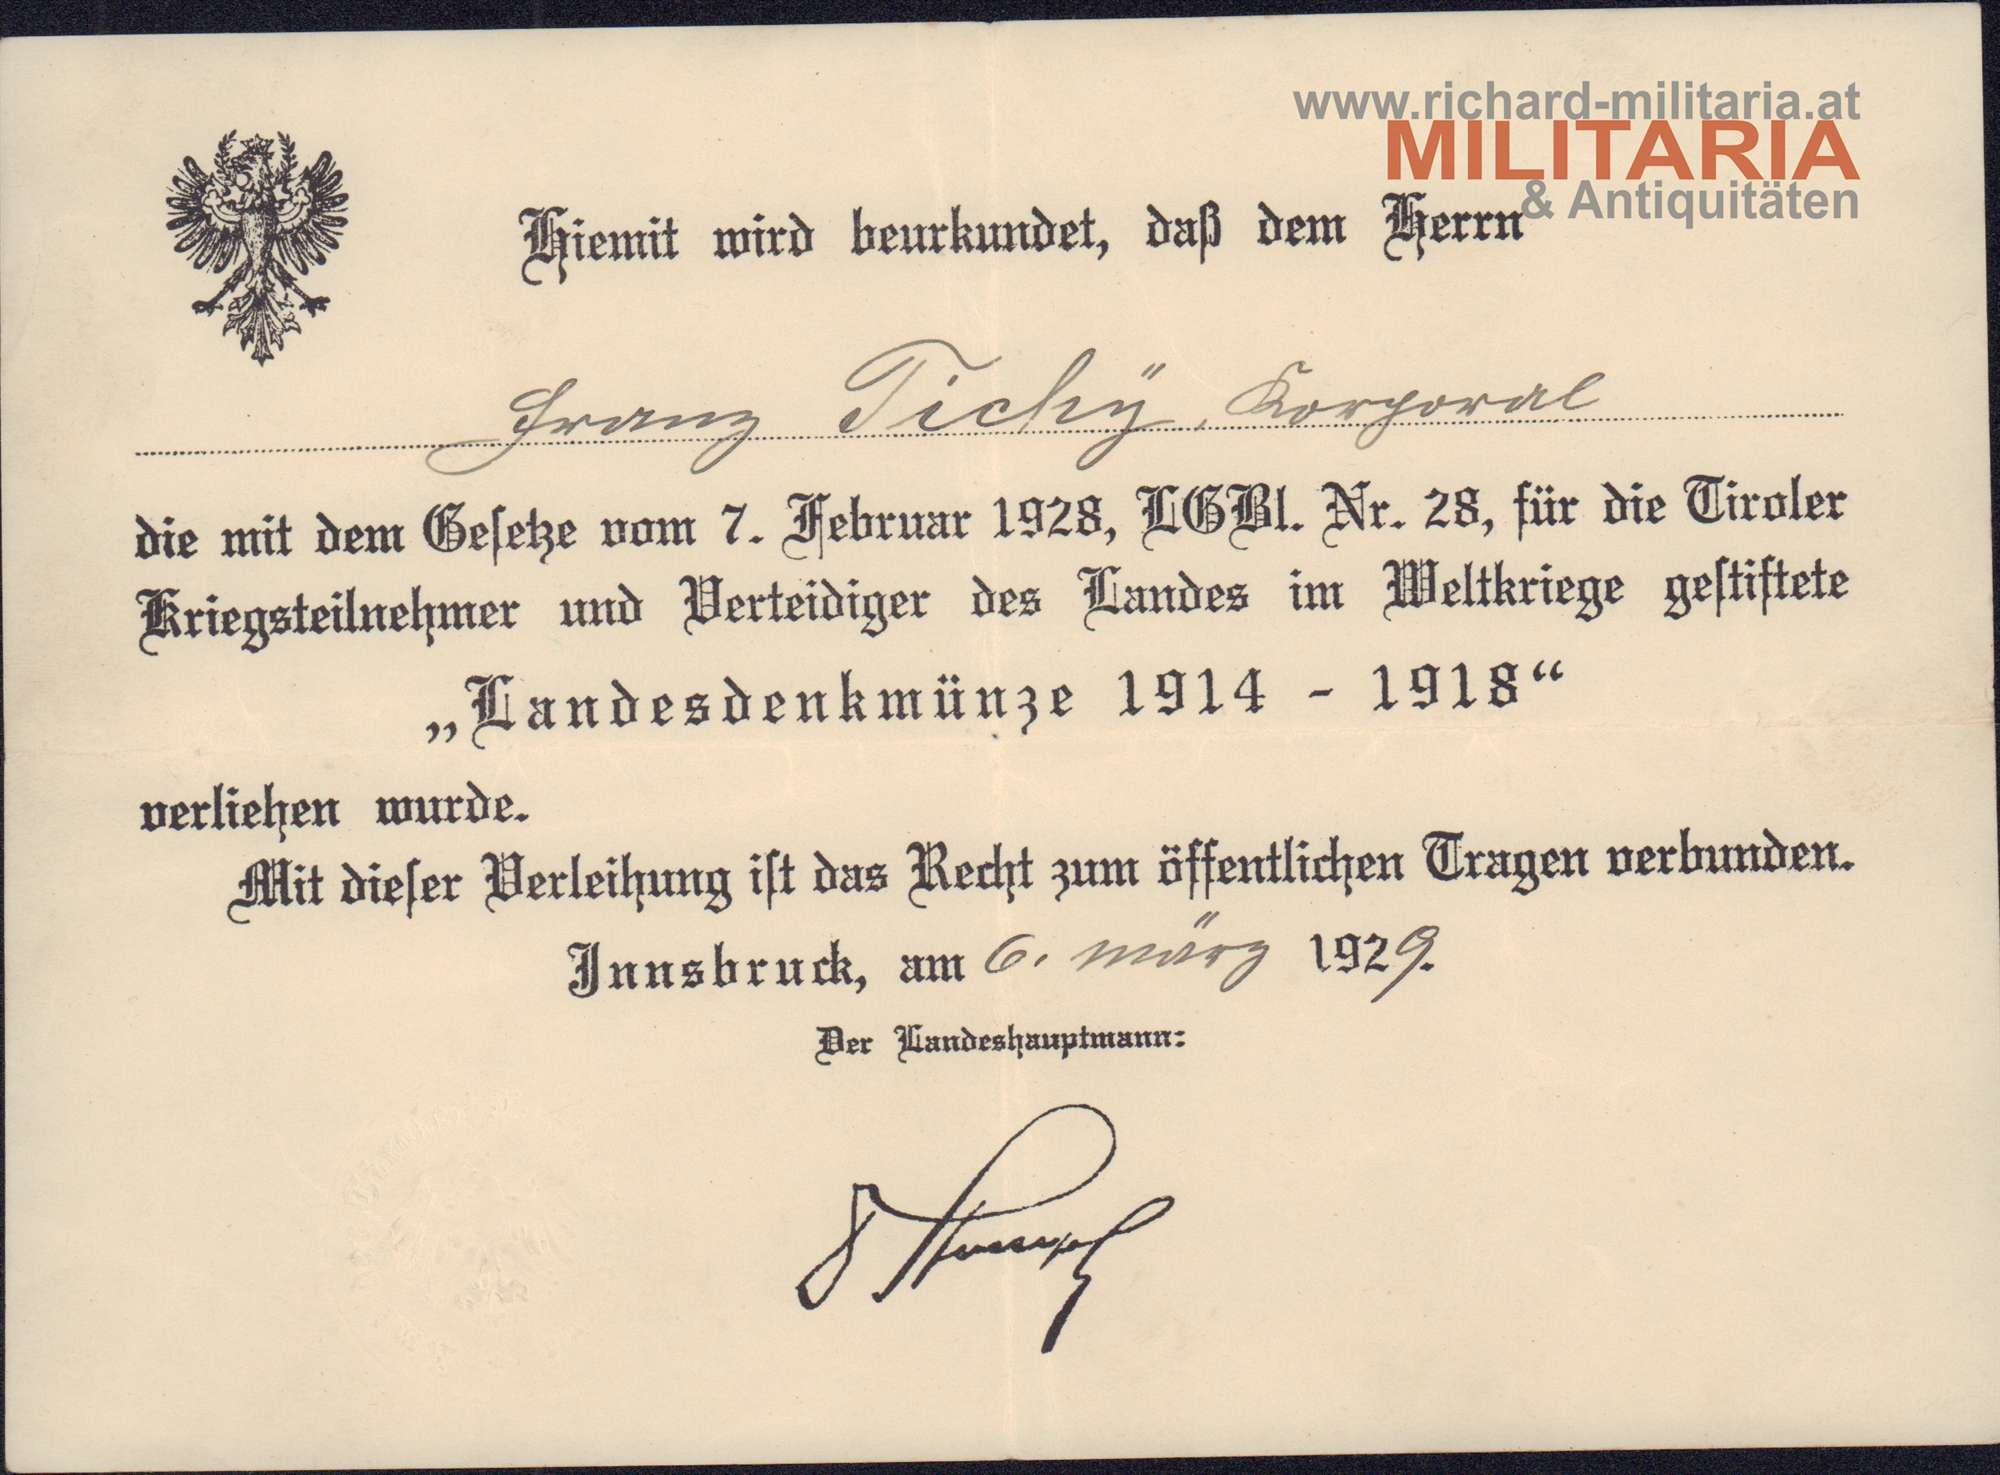 www.richard-militaria.at
MILITARIA
& Antiquitäten
Hiemit wird beurkundet, daß dem Herrn
Franz Tichÿ, Korporal
die mit dem Gesetze vom 7. Februar 1928, LGBl. Nr. 28, für die Tiroler
Kriegsteilnehmer und Verteidiger des Landes im Weltkriege gestiftete
„Landesdenkmünze 1914 - 1918“
verliehen wurde.
Mit dieser Verleihung ist das Recht zum öffentlichen Tragen verbunden.
Innsbruck, am 6. März 1929.
Der Landeshauptmann: